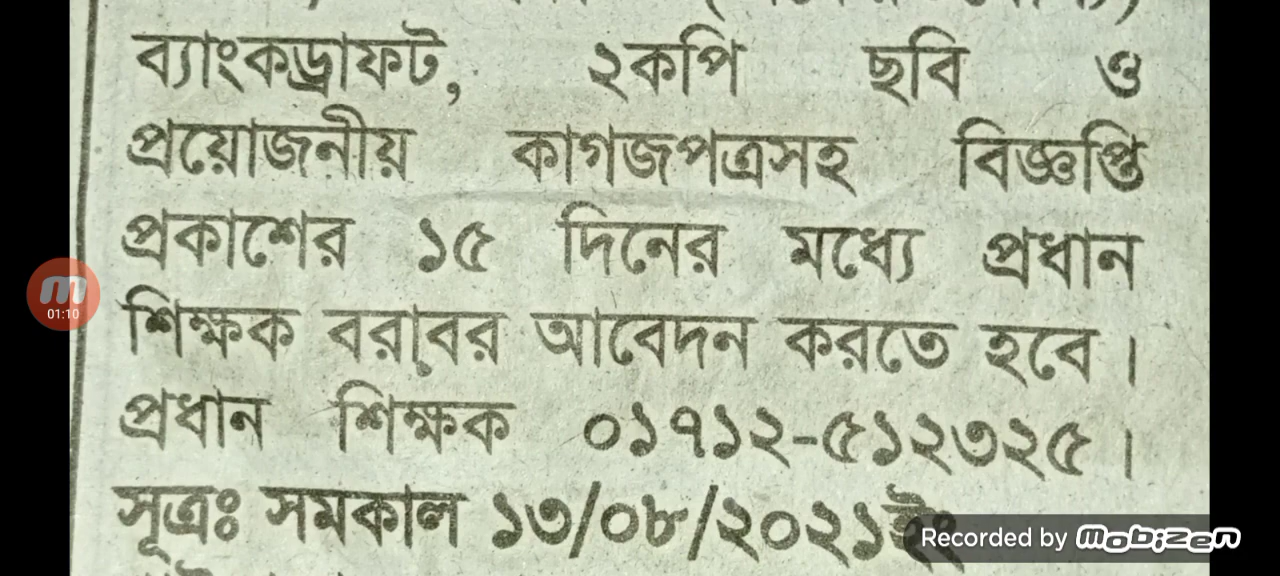 ব্যাংকড্রাফট, ২কপি ছবি ও
প্রয়োজনীয় কাগজপত্রসহ বিজ্ঞপ্তি
প্রকাশের ১৫ দিনের মধ্যে প্রধান
শিক্ষক বরাবর আবেদন করতে হবে।
প্রধান শিক্ষক ০১৭১২-৫১২৩২৫।
সূত্রঃ সমকাল ১৩/০৮/২০২১ইং
01:10
Recorded by Mobizen